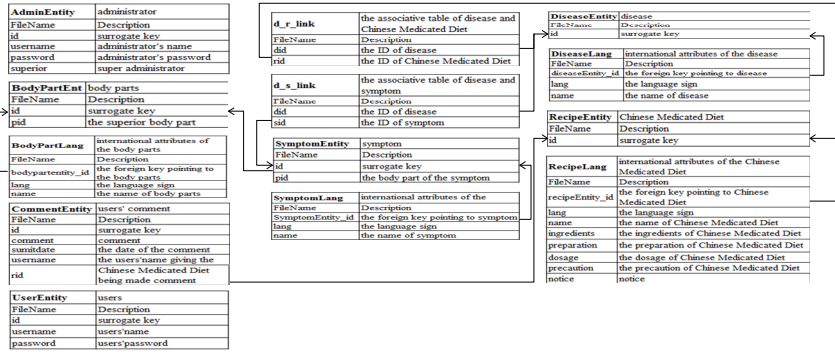 AdminEntity administrator
FileName Description
id surrogate key
username administrator's name
password administrator's password
superior super administrator
BodyPartEnt body parts
FileName Description
id surrogate key
pid the superior body part
BodyPartLang international attributes of
the body parts
FileName Description
bodypartentity_id the foreign key pointing to
the body parts
lang the language sign
name the name of body parts
CommentEntity users' comment
FileName Description
id surrogate key
comment comment
sumitdate the date of the comment
username the users'name giving the
rid Chinese Medicated Diet
being made comment
UserEntity users
FileName Description
id surrogate key
username users'name
password users'password
d_r_link the associative table of disease and
Chinese Medicated Diet
FileName Description
did the ID of disease
rid the ID of Chinese Medicated Diet
d_s_link the associative table of disease and
symptom
FileName Description
did the ID of disease
sid the ID of symptom
SymptomEntity symptom
FileName Description
id surrogate key
pid the body part of the symptom
SymptomLang international attributes of the
FileName Description
SymptomEntity_id the foreign key pointing to symptom
lang the language sign
name the name of symptom
DiseaseEntity disease
FileName Description
id surrogate key
DiseaseLang international attributes of the disease
FileName Description
diseaseEntity_id the foreign key pointing to disease
lang the language sign
name the name of disease
RecipeEntity Chinese Medicated Diet
FileName Description
id surrogate key
RecipeLang international attributes of the Chinese
Medicated Diet
FileName Description
recipeEntity_id the foreign key pointing to Chinese
Medicated Diet
lang the language sign
name the name of Chinese Medicated Diet
ingredients the ingredients of Chinese Medicated Diet
preparation the preparation of Chinese Medicated Diet
dosage the dosage of Chinese Medicated Diet
precaution the precaution of Chinese Medicated Diet
notice notice